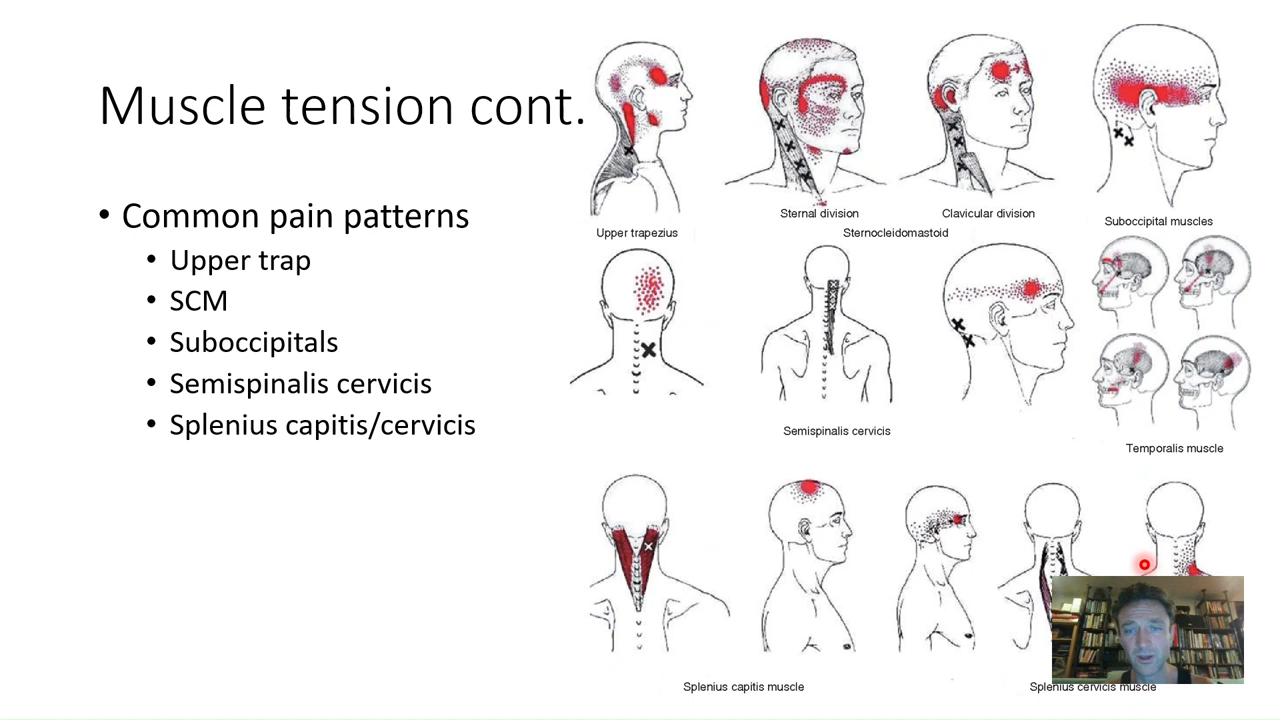 Muscle tension cont.
• Common pain patterns
• Upper trap
• SCM
• Suboccipitals
• Semispinalis cervicis
• Splenius capitis/cervicis
Upper trapezius
Sternal division
Clavicular division
Sternocleidomastoid
Suboccipital muscles
Semispinalis cervicis
Temporalis muscle
Splenius capitis muscle
Splenius cervicis muscle